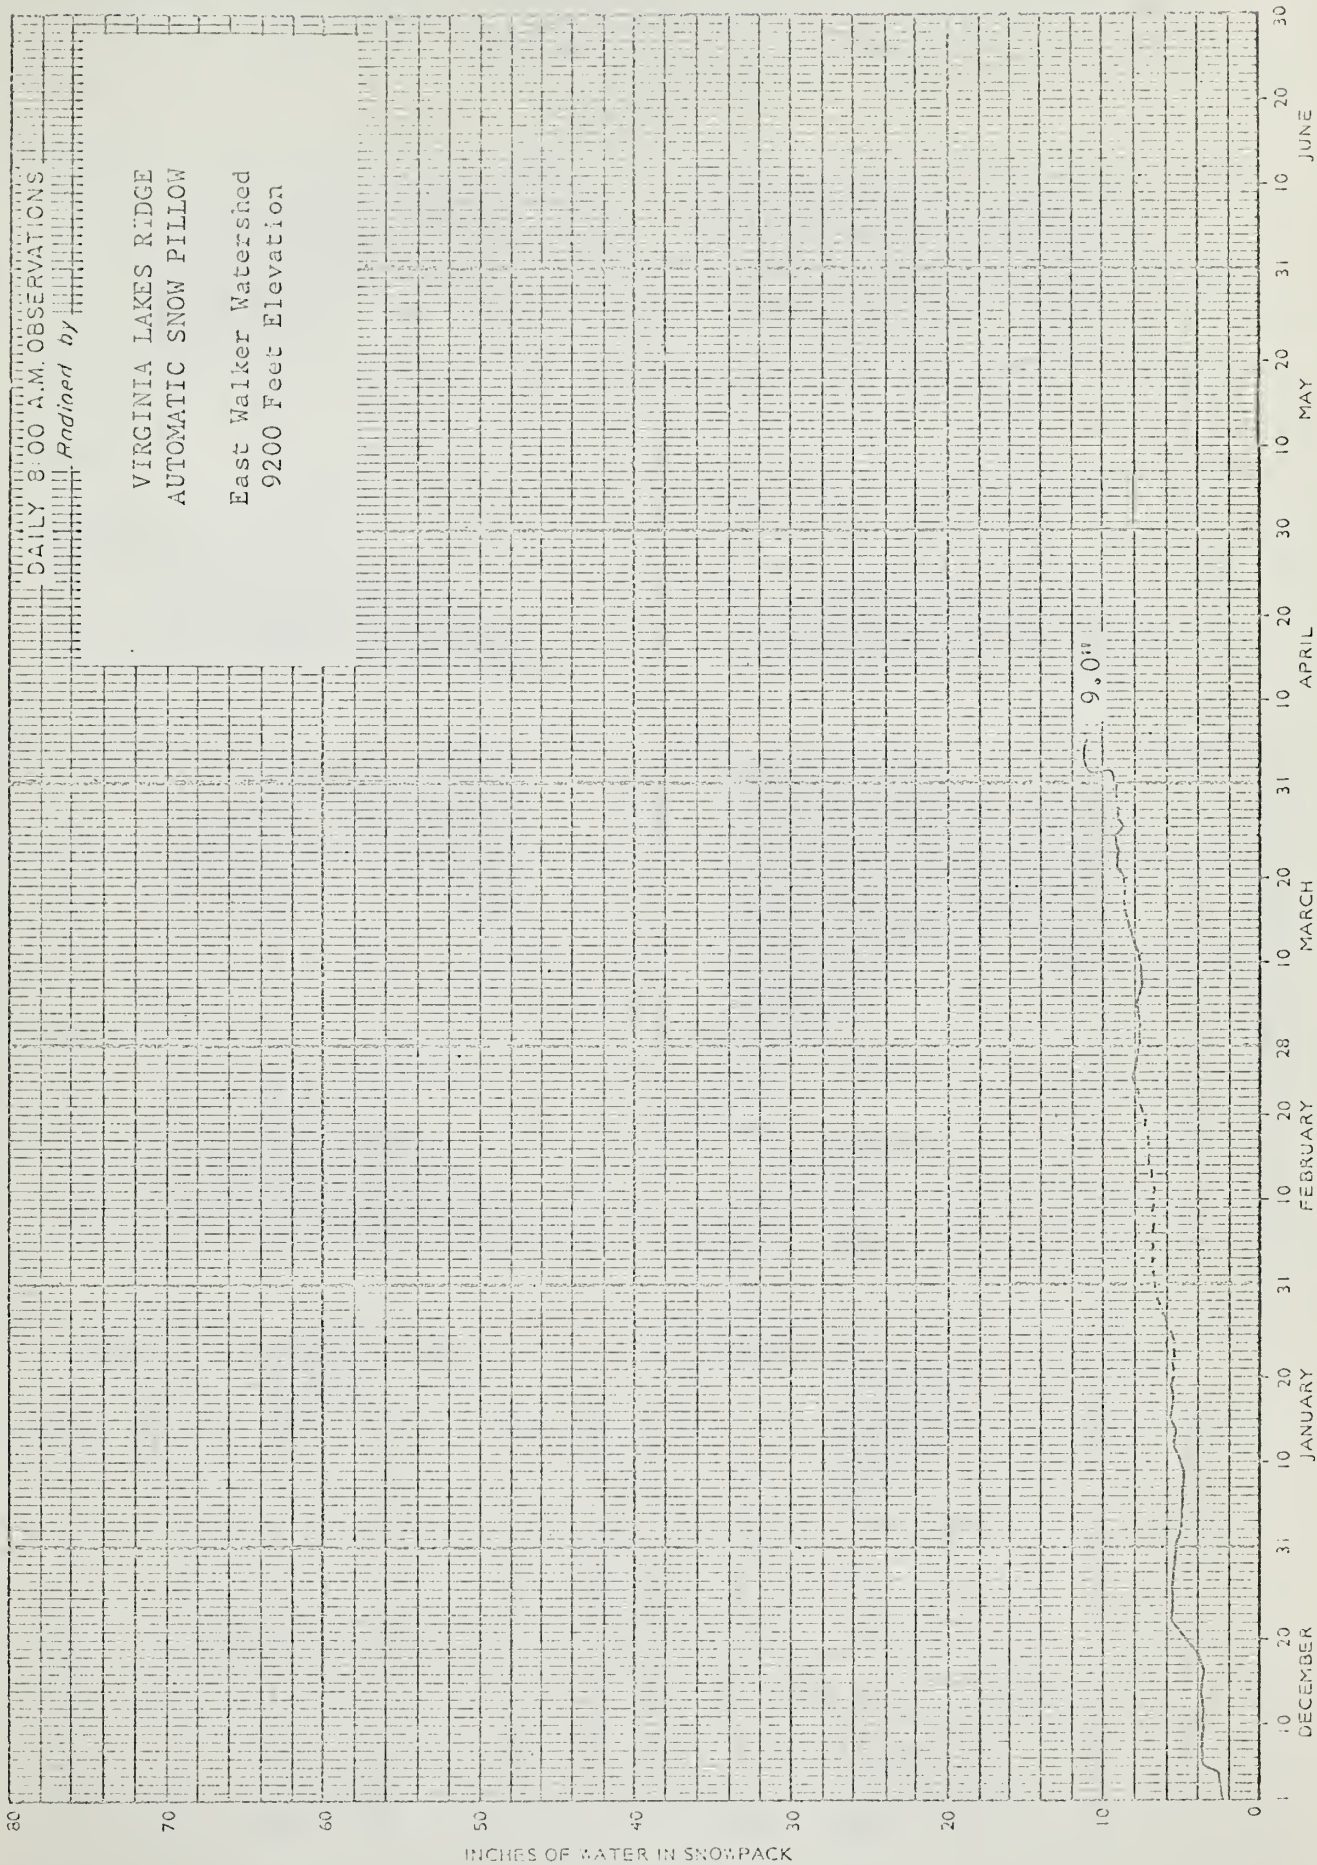 DAILY 8:00 A.M. OBSERVATIONS
Radioed by
VIRGINIA LAKES RIDGE
AUTOMATIC SNOW PILLOW
East Walker Watershed
9200 Feet Elevation
INCHES OF WATER IN SNOWPACK
80
70
60
50
40
30
20
10
0
9.0"
1 10 20 31 10 20 31 10 20 28 10 20 31 10 20 30 10 20 31 10 20 30
DECEMBER JANUARY FEBRUARY MARCH APRIL MAY JUNE